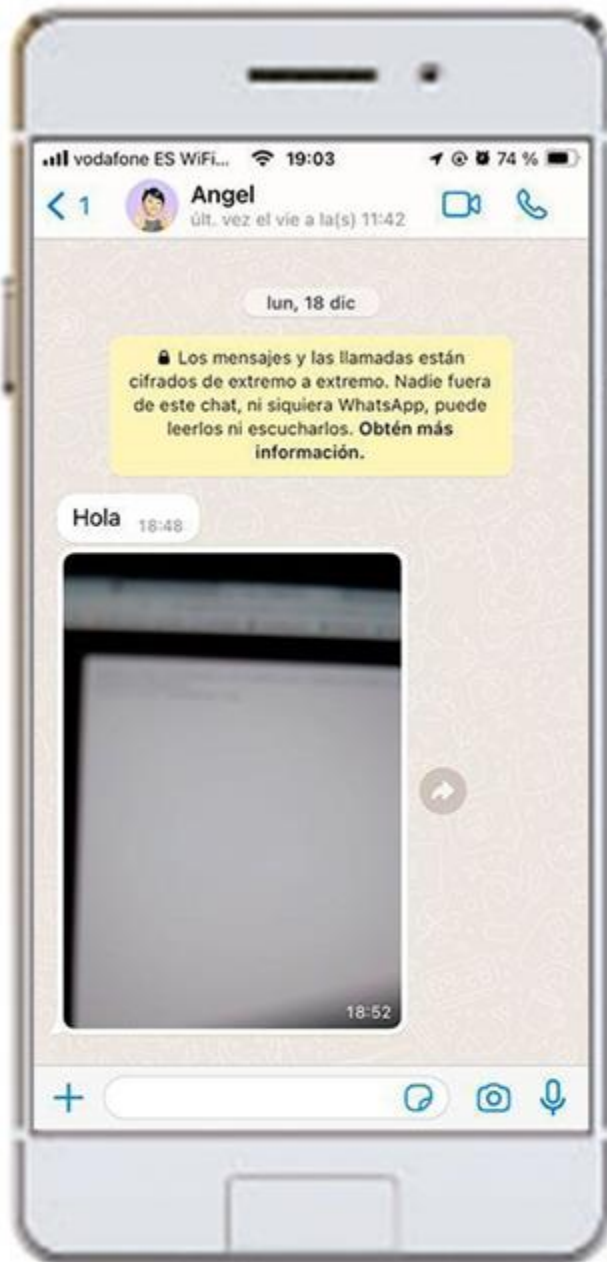 vodafone ES WiFi... 19:03 74 %
1 Angel
últ. vez el vie a la(s) 11:42
lun, 18 dic
Los mensajes y las llamadas están
cifrados de extremo a extremo. Nadie fuera
de este chat, ni siquiera WhatsApp, puede
leerlos ni escucharlos. Obtén más
información.
Hola 18:48
18:52